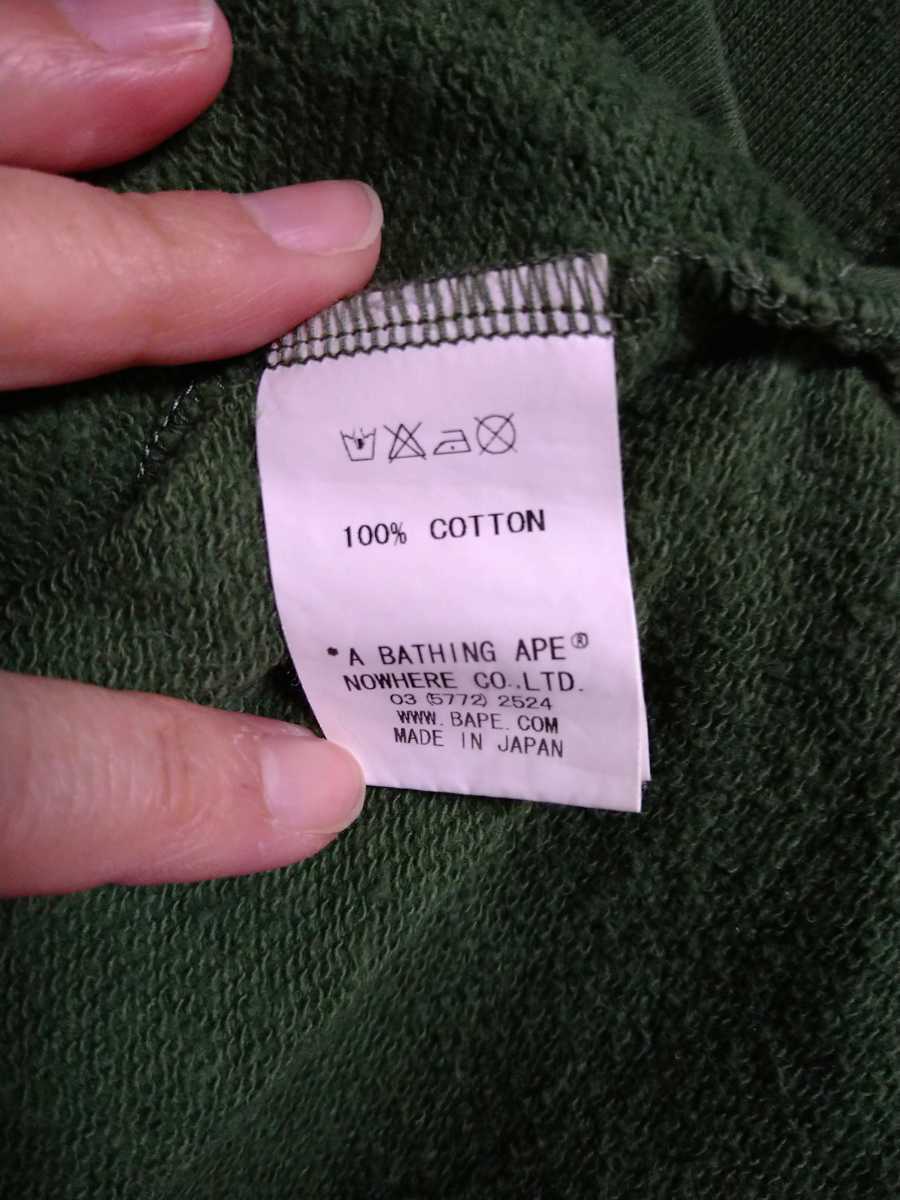 100% COTTON
*A BATHING APE®
NOWHERE CO.,LTD.
03 (5772) 2524
WWW.BAPE.COM
MADE IN JAPAN